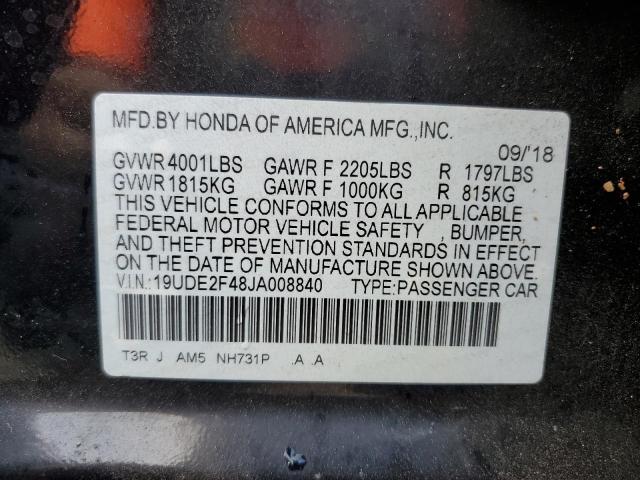 MFD.BY HONDA OF AMERICA MFG.,INC.
09/'18
GVWR 4001LBS GAWR F 2205LBS R 1797LBS
GVWR 1815KG GAWR F 1000KG R 815KG
THIS VEHICLE CONFORMS TO ALL APPLICABLE
FEDERAL MOTOR VEHICLE SAFETY , BUMPER,
AND THEFT PREVENTION STANDARDS IN EFFECT
ON THE DATE OF MANUFACTURE SHOWN ABOVE.
V.I.N.:19UDE2F48JA008840 TYPE:PASSENGER CAR
T3R J AM5 NH731P .A .A